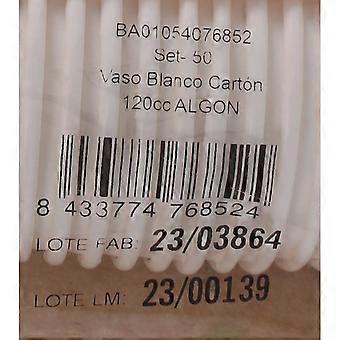 BA01054076852
Set- 50
Vaso Blanco Cartón
120cc ALGON
8 433774 768524
LOTE FAB: 23/03864
LOTE LM: 23/00139